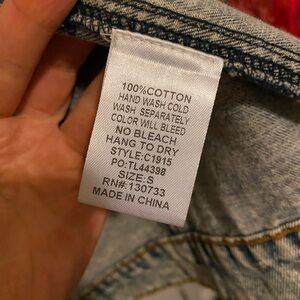 100%COTTON
HAND WASH COLD
WASH SEPARATELY
COLOR WILL BLEED
NO BLEACH
HANG TO DRY
STYLE:C1915
PO:TL44398
SIZE:S
RN#:130733
MADE IN CHINA